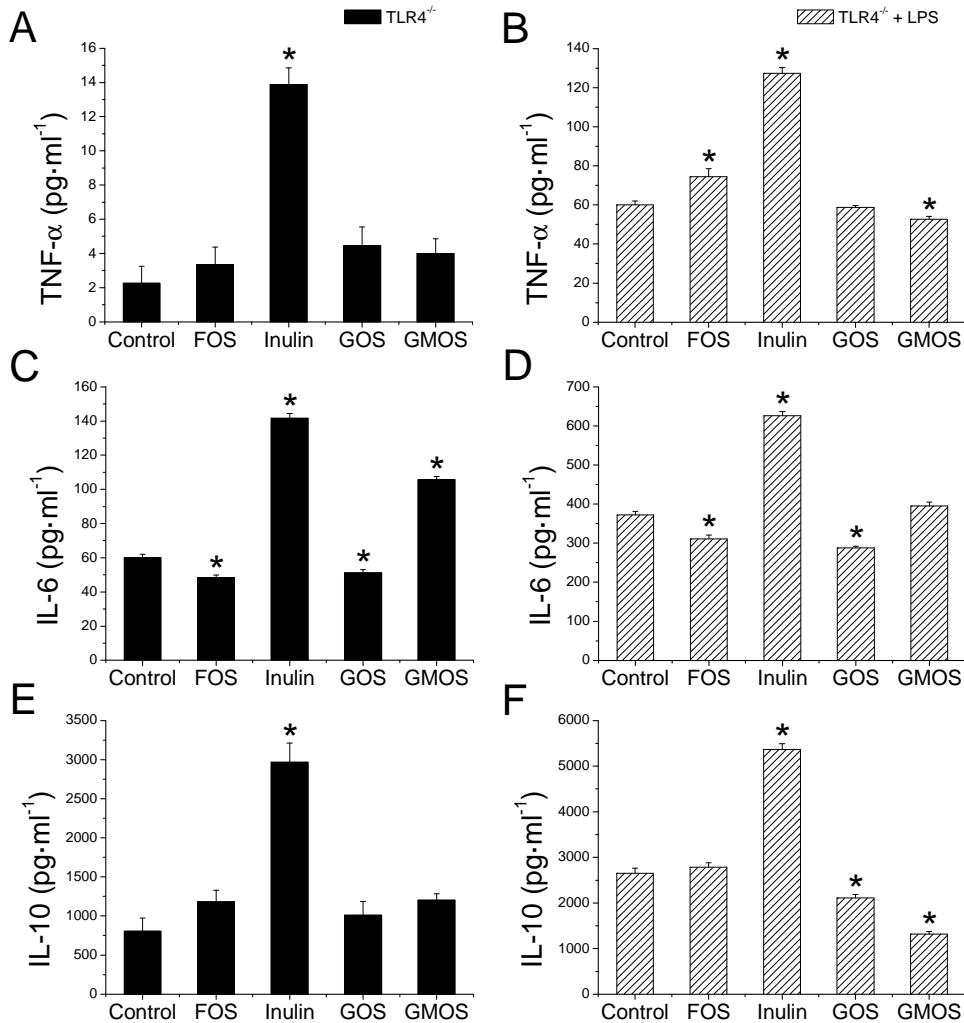 A
TLR4-/-
TNF-α (pg·ml-1)
16
14
12
10
8
6
4
2
0
*
Control FOS Inulin GOS GMOS
B
TLR4-/- + LPS
TNF-α (pg·ml-1)
140
120
100
80
60
40
20
0
* * *
Control FOS Inulin GOS GMOS
C
IL-6 (pg·ml-1)
160
140
120
100
80
60
40
20
0
* * * *
Control FOS Inulin GOS GMOS
D
IL-6 (pg·ml-1)
700
600
500
400
300
200
100
0
* * *
Control FOS Inulin GOS GMOS
E
IL-10 (pg·ml-1)
3500
3000
2500
2000
1500
1000
500
0
*
Control FOS Inulin GOS GMOS
F
IL-10 (pg·ml-1)
6000
5000
4000
3000
2000
1000
0
* * *
Control FOS Inulin GOS GMOS